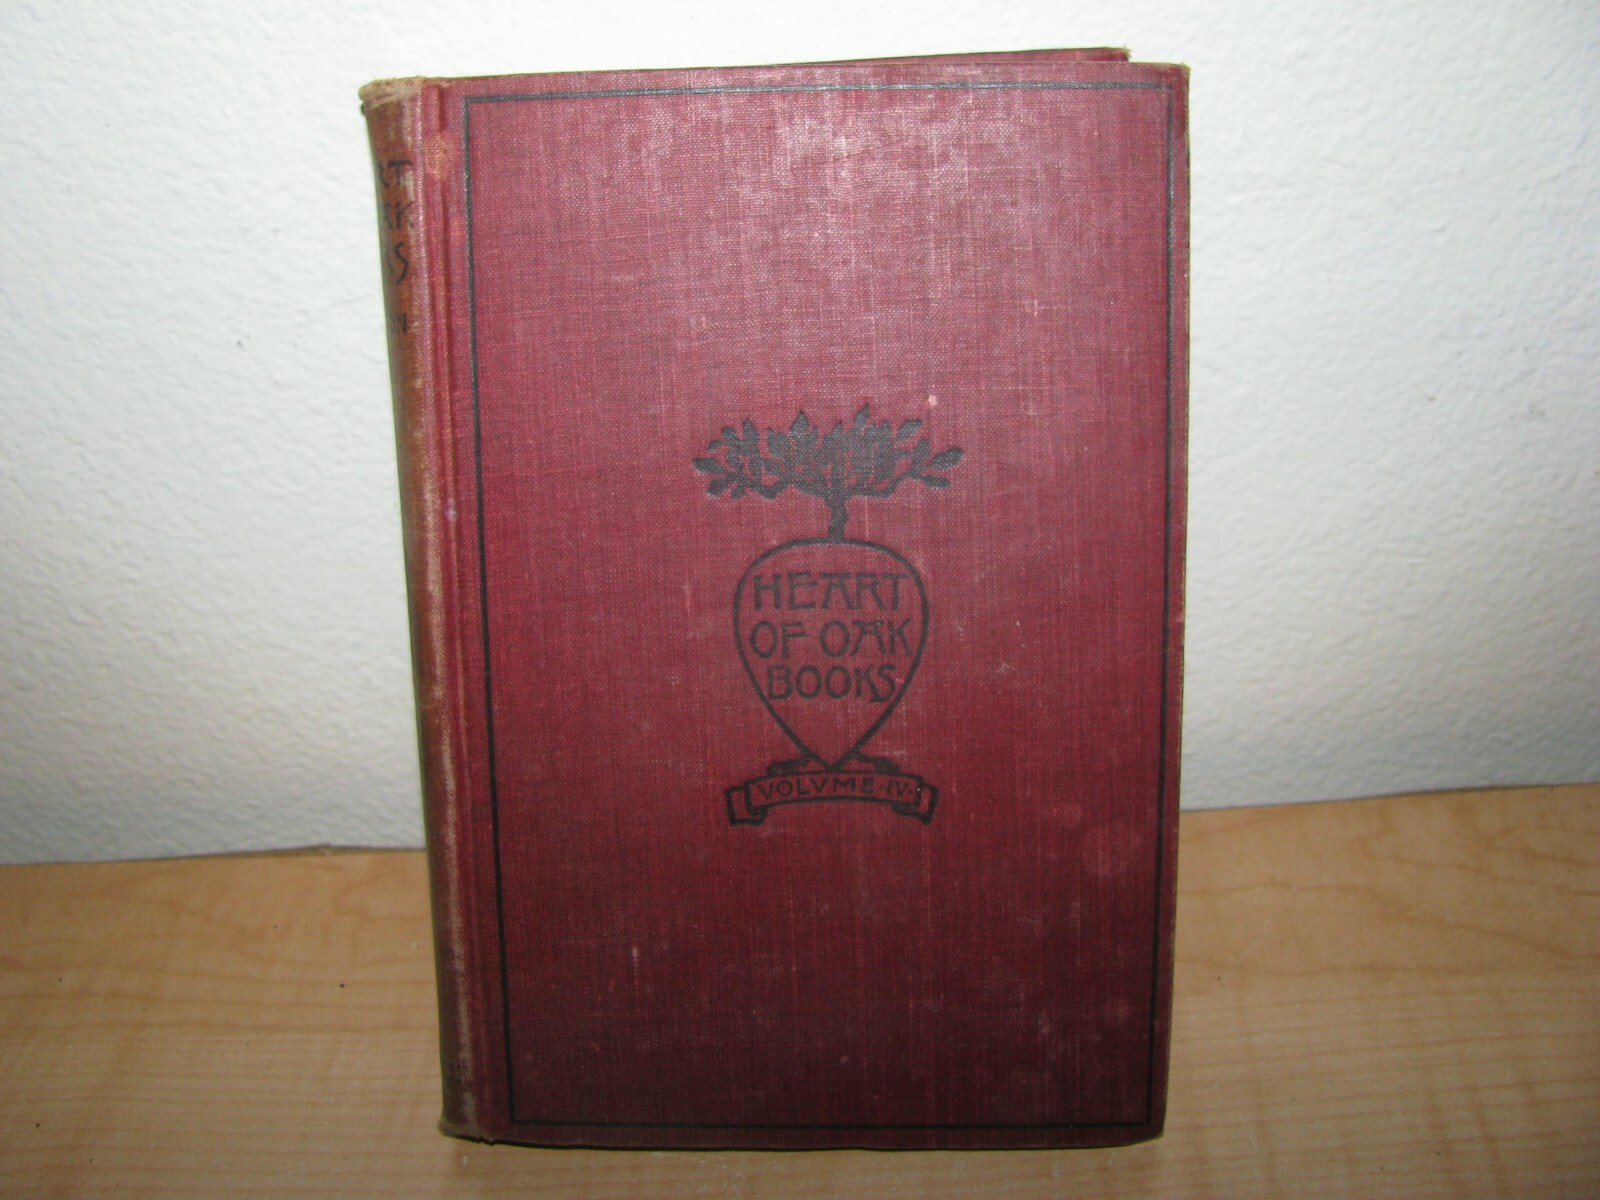 HEART
OF OAK
BOOKS
VOLVME·IV·